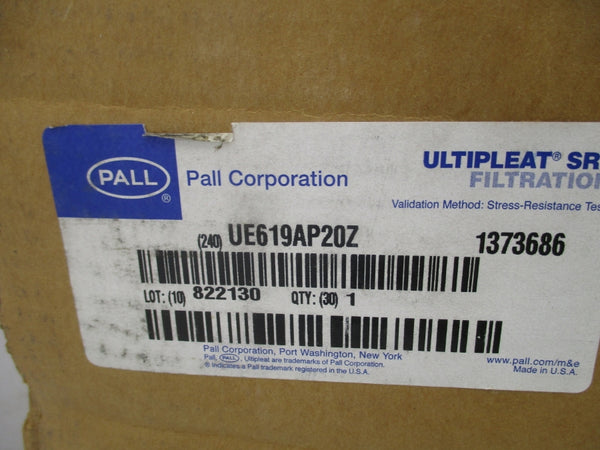 PALL
®
Pall Corporation
ULTIPLEAT® SR
FILTRATION
Validation Method: Stress-Resistance Tes
(240) UE619AP20Z
1373686
LOT: (10) 822130 QTY: (30) 1
Pall Corporation, Port Washington, New York
Pall, PALL, Ultipleat are trademarks of Pall Corporation.
® Indicates a Pall trademark registered in the U.S.A.
www.pall.com/m&e
Made in U.S.A.